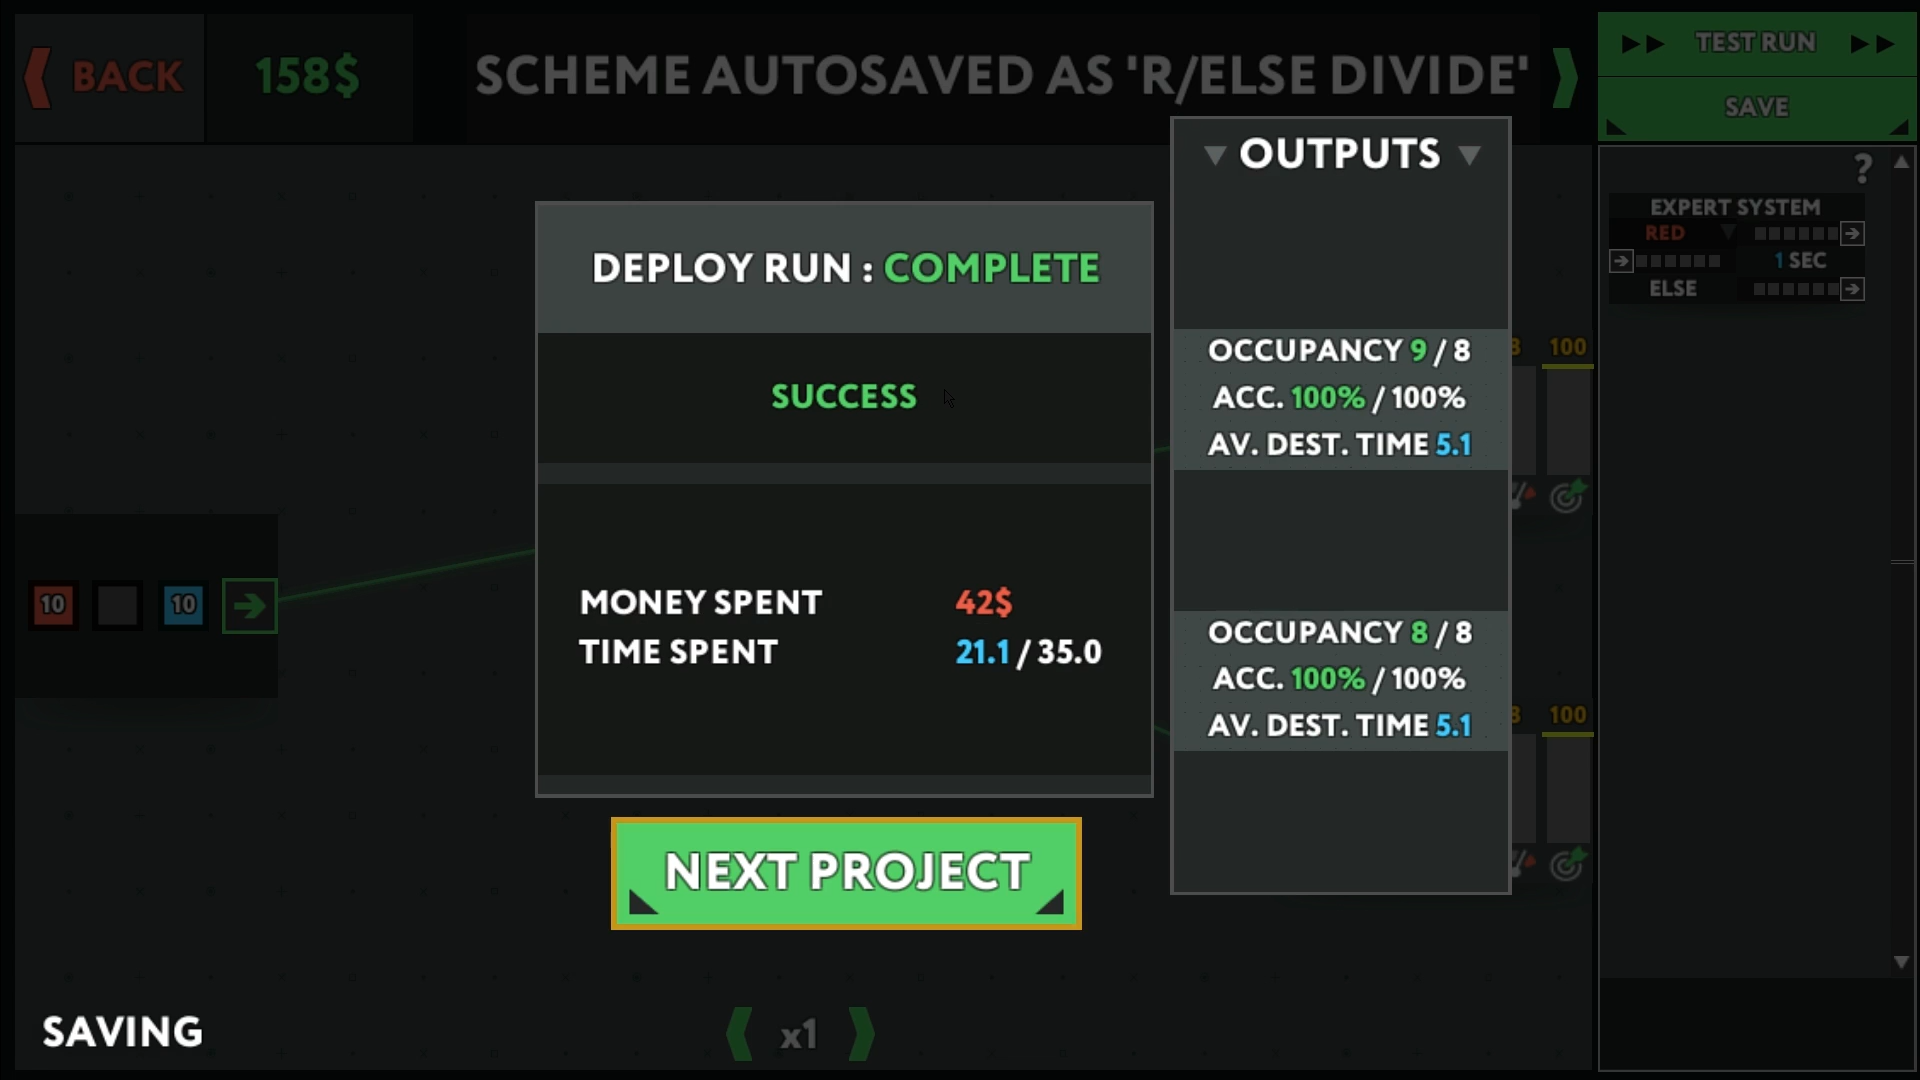 BACK
158$
SCHEME AUTOSAVED AS 'R/ELSE DIVIDE'
TEST RUN
SAVE
?
EXPERT SYSTEM
RED
1 SEC
ELSE
OUTPUTS
DEPLOY RUN : COMPLETE
SUCCESS
OCCUPANCY 9 / 8
ACC. 100% / 100%
AV. DEST. TIME 5.1
8 100
10 10
MONEY SPENT 42$
TIME SPENT 21.1 / 35.0
OCCUPANCY 8 / 8
ACC. 100% / 100%
AV. DEST. TIME 5.1
8 100
NEXT PROJECT
SAVING
x1